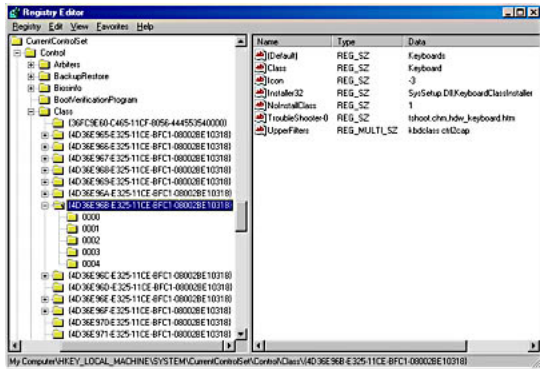 Registry Editor
Registry Edit View Favorites Help
CurrentControlSet
Control
Arbiters
BackupRestore
Biosinfo
BootVerificationProgram
Class
{36FC9E60-C465-11CF-8056-444553540000}
{4D36E965-E325-11CE-BFC1-08002BE10318}
{4D36E966-E325-11CE-BFC1-08002BE10318}
{4D36E967-E325-11CE-BFC1-08002BE10318}
{4D36E968-E325-11CE-BFC1-08002BE10318}
{4D36E969-E325-11CE-BFC1-08002BE10318}
{4D36E96A-E325-11CE-BFC1-08002BE10318}
{4D36E96B-E325-11CE-BFC1-08002BE10318}
0000
0001
0002
0003
0004
{4D36E96C-E325-11CE-BFC1-08002BE10318}
{4D36E96D-E325-11CE-BFC1-08002BE10318}
{4D36E96E-E325-11CE-BFC1-08002BE10318}
{4D36E96F-E325-11CE-BFC1-08002BE10318}
{4D36E970-E325-11CE-BFC1-08002BE10318}
{4D36E971-E325-11CE-BFC1-08002BE10318}
Name Type Data
(Default) REG_SZ Keyboards
Class REG_SZ Keyboard
Icon REG_SZ -3
Installer32 REG_SZ SysSetup.Dll,KeyboardClassInstaller
NoInstallClass REG_SZ 1
TroubleShooter-0 REG_SZ tshoot.chm,hdw_keyboard.htm
UpperFilters REG_MULTI_SZ kbdclass ctrl2cap
My Computer\HKEY_LOCAL_MACHINE\SYSTEM\CurrentControlSet\Control\Class\{4D36E96B-E325-11CE-BFC1-08002BE10318}